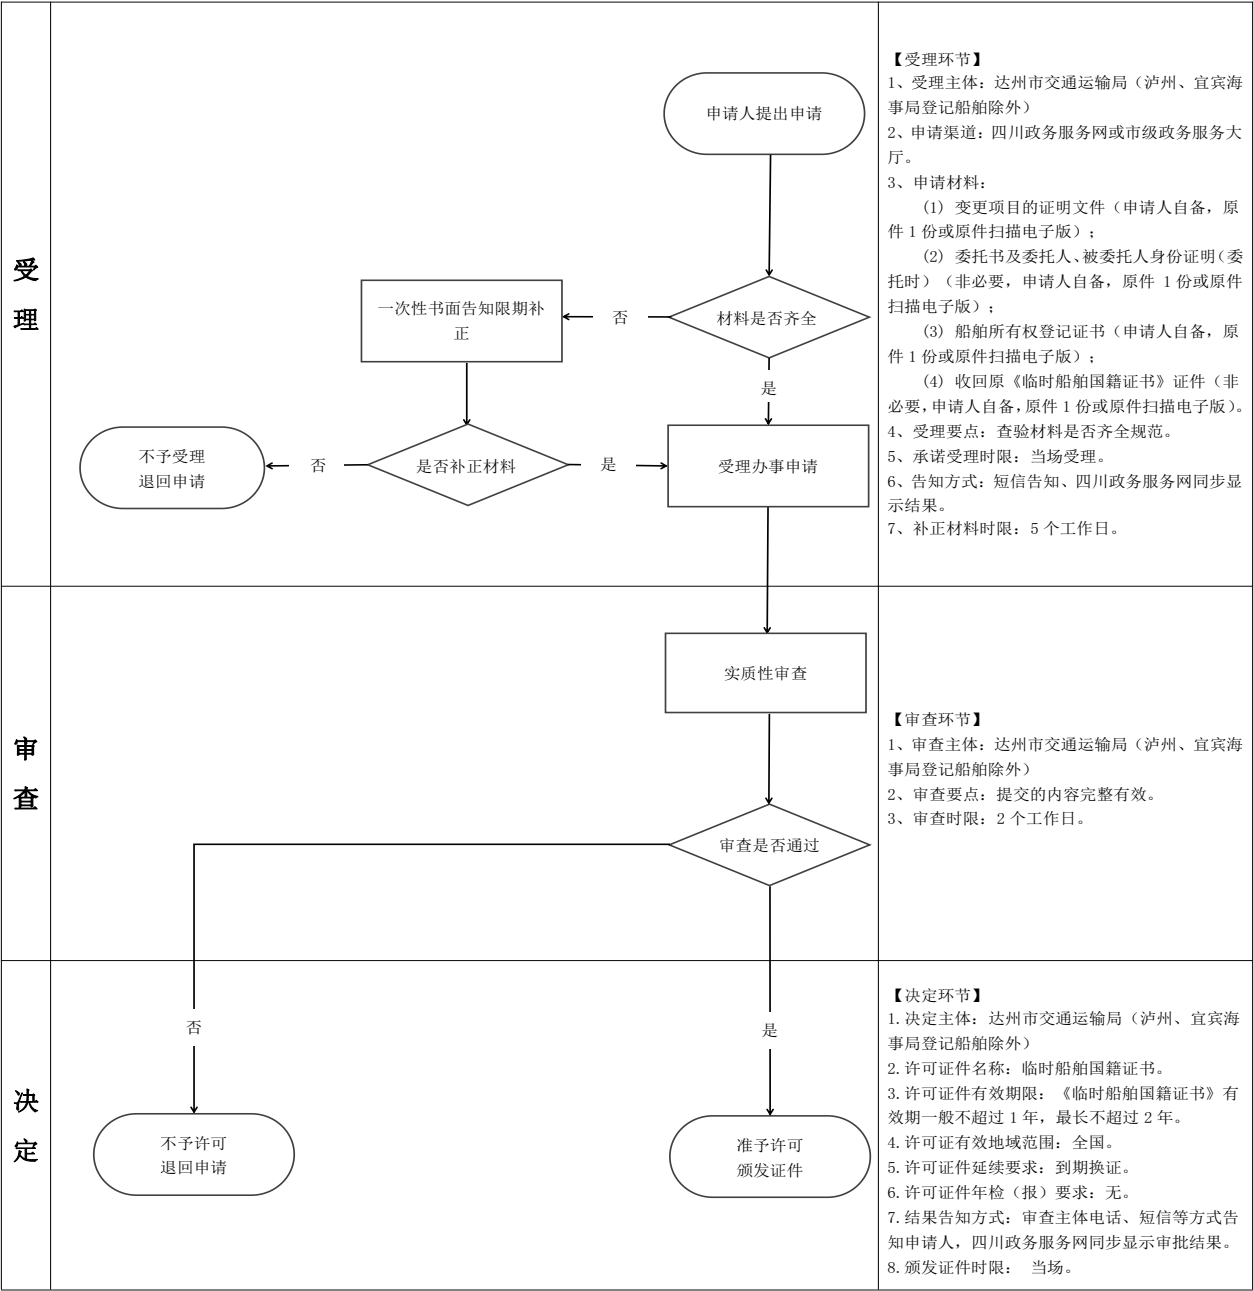 受
理
申请人提出申请
材料是否齐全
否
一次性书面告知限期补
正
是
是否补正材料
否
不予受理
退回申请
是
受理办事申请
【受理环节】
1、受理主体：达州市交通运输局（泸州、宜宾海
事局登记船舶除外）
2、申请渠道：四川政务服务网或市级政务服务大
厅。
3、申请材料：
(1) 变更项目的证明文件（申请人自备，原
件1份或原件扫描电子版）；
(2) 委托书及委托人、被委托人身份证明（委
托时）（非必要，申请人自备，原件 1份或原件
扫描电子版）；
(3) 船舶所有权登记证书（申请人自备，原
件1份或原件扫描电子版）；
(4) 收回原《临时船舶国籍证书》证件（非
必要，申请人自备，原件1份或原件扫描电子版）。
4、受理要点：查验材料是否齐全规范。
5、承诺受理时限：当场受理。
6、告知方式：短信告知、四川政务服务网同步显
示结果。
7、补正材料时限：5个工作日。
审
查
实质性审查
审查是否通过
【审查环节】
1、审查主体：达州市交通运输局（泸州、宜宾海
事局登记船舶除外）
2、审查要点：提交的内容完整有效。
3、审查时限：2个工作日。
决
定
否
不予许可
退回申请
是
准予许可
颁发证件
【决定环节】
1.决定主体：达州市交通运输局（泸州、宜宾海
事局登记船舶除外）
2.许可证件名称：临时船舶国籍证书。
3.许可证件有效期限：《临时船舶国籍证书》有
效期一般不超过1年，最长不超过2年。
4.许可证有效地域范围：全国。
5.许可证件延续要求：到期换证。
6.许可证件年检（报）要求：无。
7.结果告知方式：审查主体电话、短信等方式告
知申请人，四川政务服务网同步显示审批结果。
8.颁发证件时限： 当场。